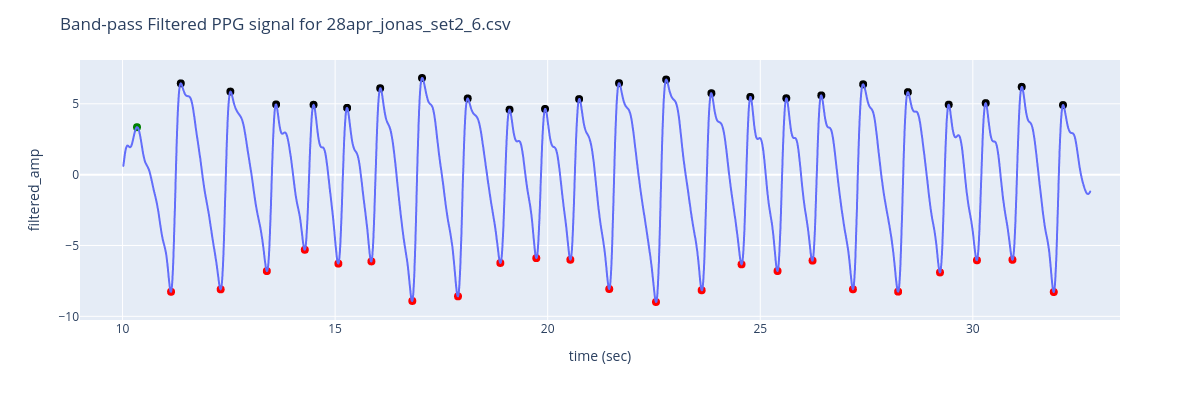 Band-pass Filtered PPG signal for 28apr_jonas_set2_6.csv
filtered_amp
5
0
−5
−10
10 15 20 25 30
time (sec)